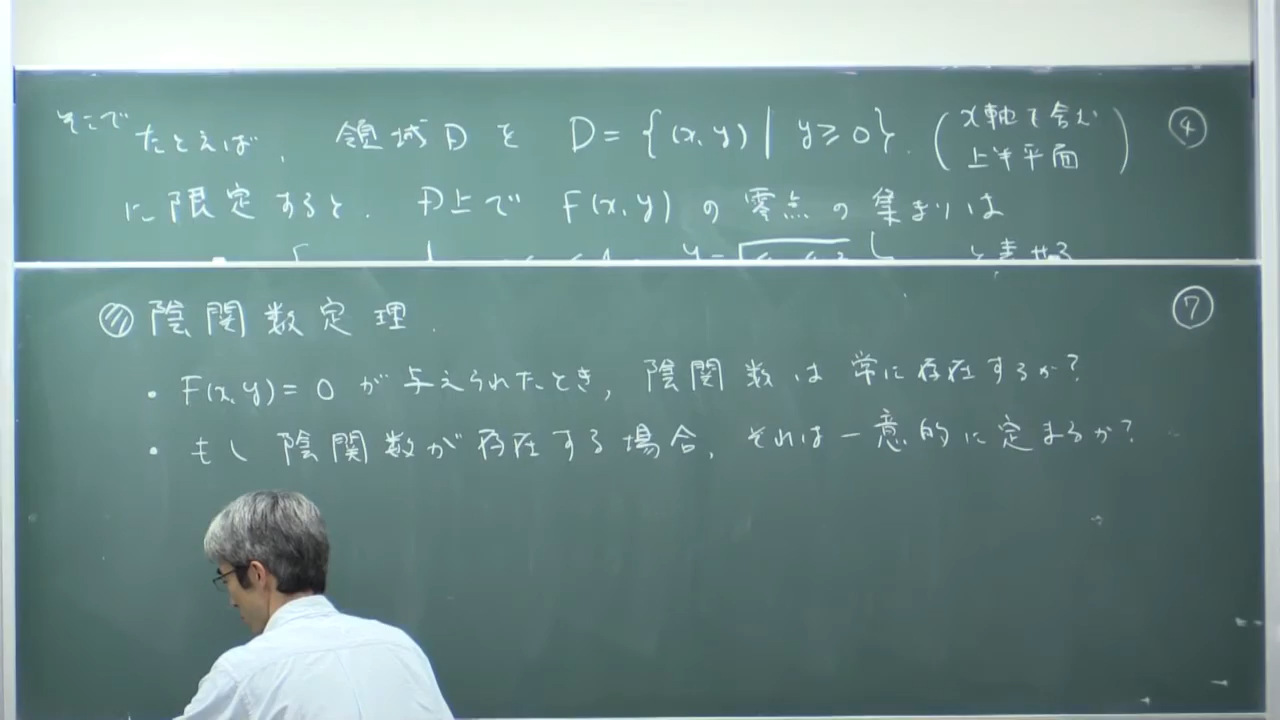 そこで
たとえば, 領域Dを D={(x,y)|y≥0}. (x軸を含む上半平面) ④
に限定すると, D上で F(x,y) の零点の集まりは
⑦
陰関数定理.
・F(x,y)=0 が与えられたとき, 陰関数は常に存在するか?
・もし陰関数が存在する場合, それは一意的に定まるか?